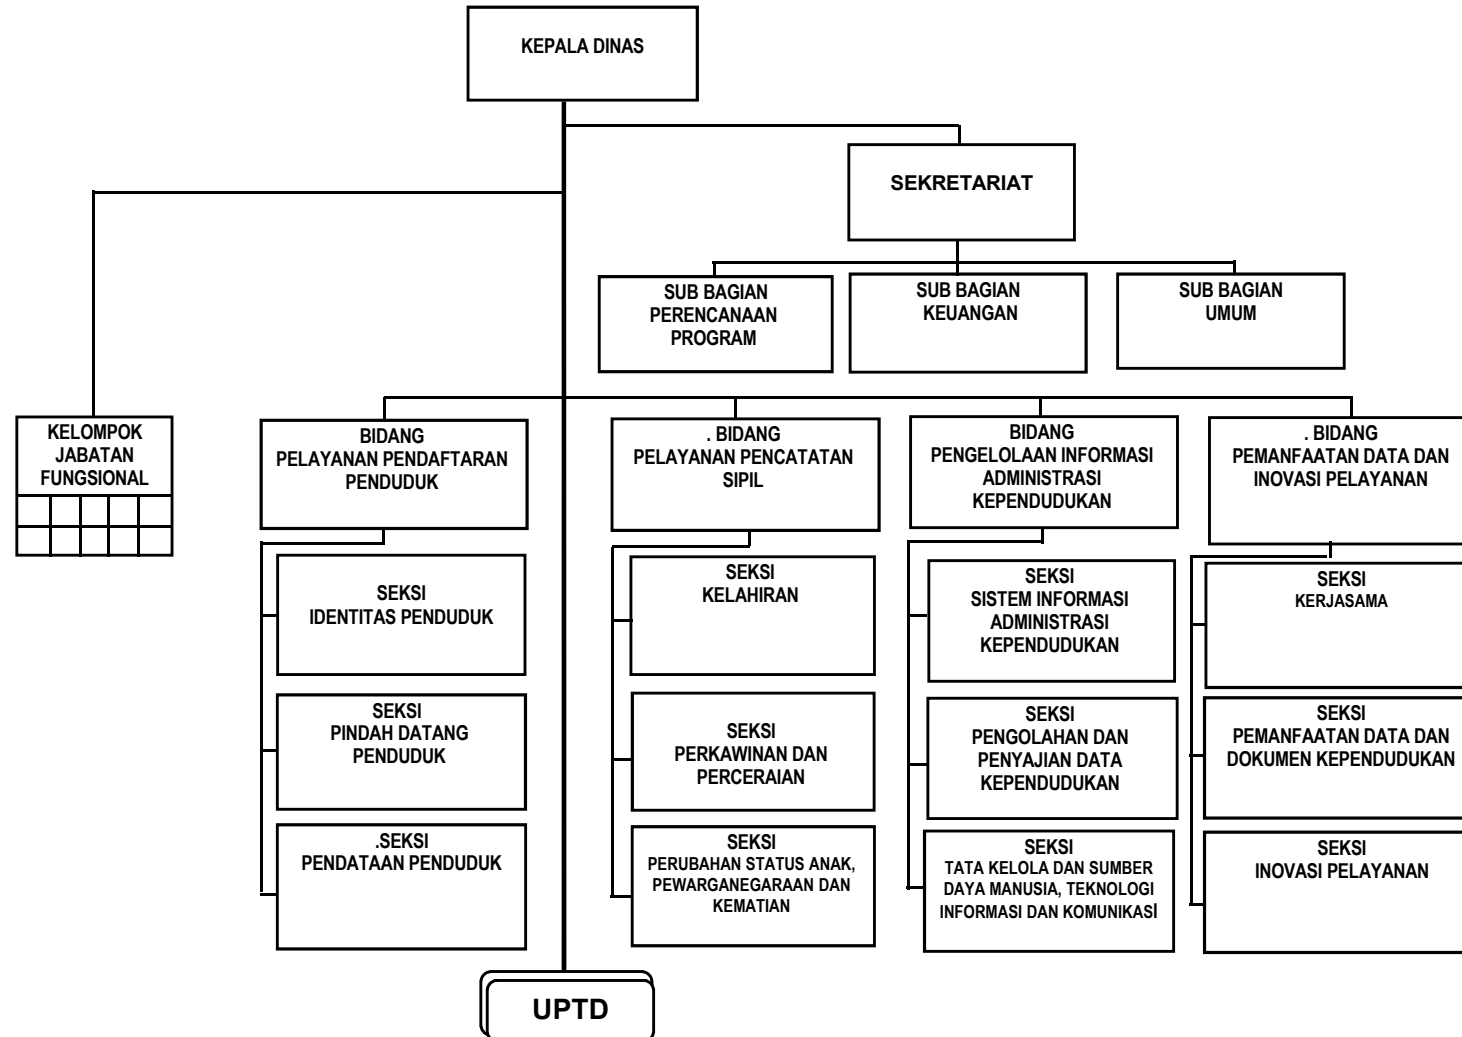 KEPALA DINAS
SEKRETARIAT
SUB BAGIAN
PERENCANAAN
PROGRAM
SUB BAGIAN
KEUANGAN
SUB BAGIAN
UMUM
KELOMPOK
JABATAN
FUNGSIONAL
BIDANG
PELAYANAN PENDAFTARAN
PENDUDUK
. BIDANG
PELAYANAN PENCATATAN
SIPIL
BIDANG
PENGELOLAAN INFORMASI
ADMINISTRASI
KEPENDUDUKAN
. BIDANG
PEMANFAATAN DATA DAN
INOVASI PELAYANAN
SEKSI
IDENTITAS PENDUDUK
SEKSI
KELAHIRAN
SEKSI
SISTEM INFORMASI
ADMINISTRASI
KEPENDUDUKAN
SEKSI
KERJASAMA
SEKSI
PINDAH DATANG
PENDUDUK
SEKSI
PERKAWINAN DAN
PERCERAIAN
SEKSI
PENGOLAHAN DAN
PENYAJIAN DATA
KEPENDUDUKAN
SEKSI
PEMANFAATAN DATA DAN
DOKUMEN KEPENDUDUKAN
.SEKSI
PENDATAAN PENDUDUK
SEKSI
PERUBAHAN STATUS ANAK,
PEWARGANEGARAAN DAN
KEMATIAN
SEKSI
TATA KELOLA DAN SUMBER
DAYA MANUSIA, TEKNOLOGI
INFORMASI DAN KOMUNIKASI
SEKSI
INOVASI PELAYANAN
UPTD